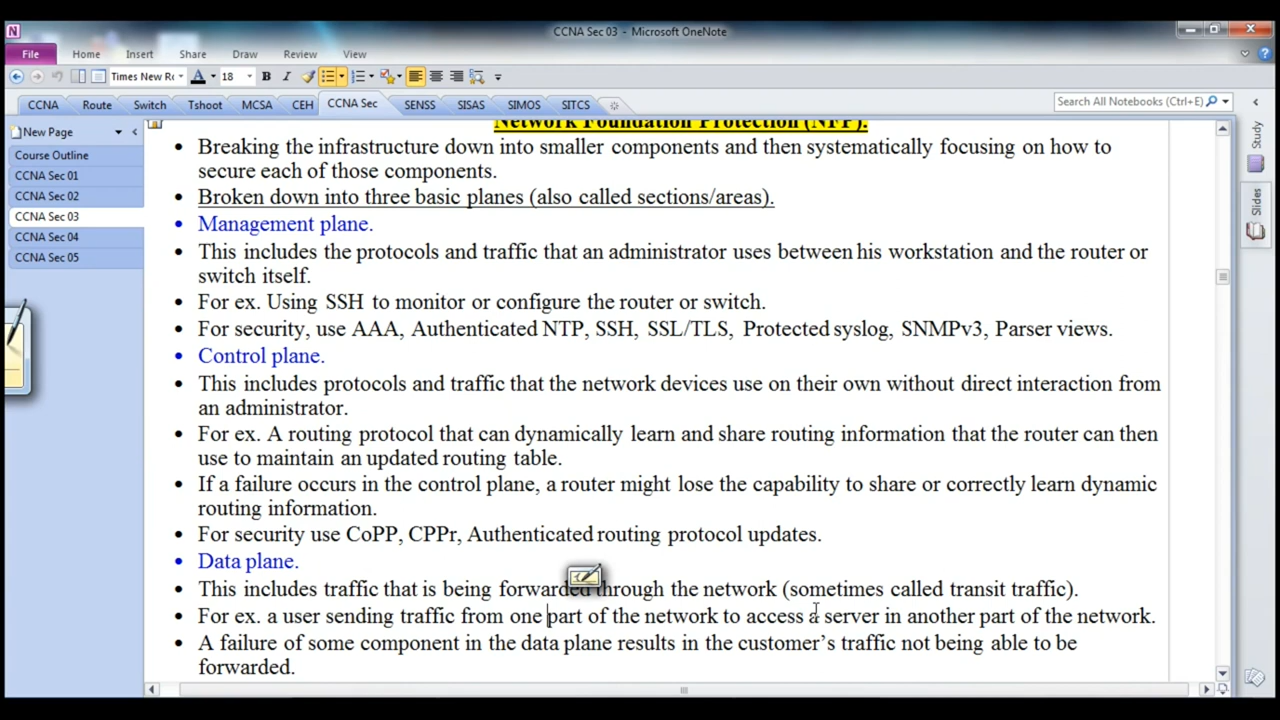 CCNA Sec 03 - Microsoft OneNote
File Home Insert Share Draw Review View
Times New Ro 18 B I
CCNA Route Switch Tshoot MCSA CEH CCNA Sec SENSS SISAS SIMOS SITCS
Search All Notebooks (Ctrl+E)
New Page
Course Outline
CCNA Sec 01
CCNA Sec 02
CCNA Sec 03
CCNA Sec 04
CCNA Sec 05
Study
Slides
Network Foundation Protection (NFP).
• Breaking the infrastructure down into smaller components and then systematically focusing on how to
secure each of those components.
• Broken down into three basic planes (also called sections/areas).
• Management plane.
• This includes the protocols and traffic that an administrator uses between his workstation and the router or
switch itself.
• For ex. Using SSH to monitor or configure the router or switch.
• For security, use AAA, Authenticated NTP, SSH, SSL/TLS, Protected syslog, SNMPv3, Parser views.
• Control plane.
• This includes protocols and traffic that the network devices use on their own without direct interaction from
an administrator.
• For ex. A routing protocol that can dynamically learn and share routing information that the router can then
use to maintain an updated routing table.
• If a failure occurs in the control plane, a router might lose the capability to share or correctly learn dynamic
routing information.
• For security use CoPP, CPPr, Authenticated routing protocol updates.
• Data plane.
• This includes traffic that is being forwarded through the network (sometimes called transit traffic).
• For ex. a user sending traffic from one part of the network to access a server in another part of the network.
• A failure of some component in the data plane results in the customer's traffic not being able to be
forwarded.